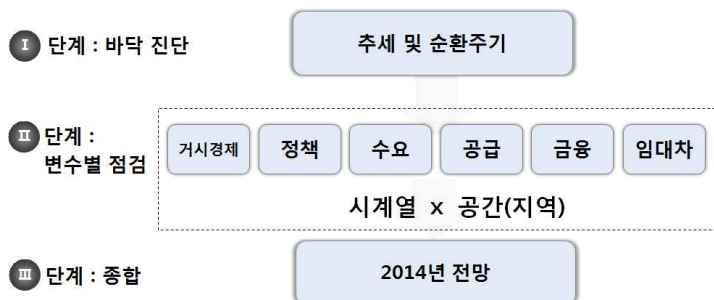 I 단계 : 바닥 진단
추세 및 순환주기
II 단계 :
변수별 점검
거시경제 정책 수요 공급 금융 임대차
시계열 x 공간(지역)
III 단계 : 종합
2014년 전망